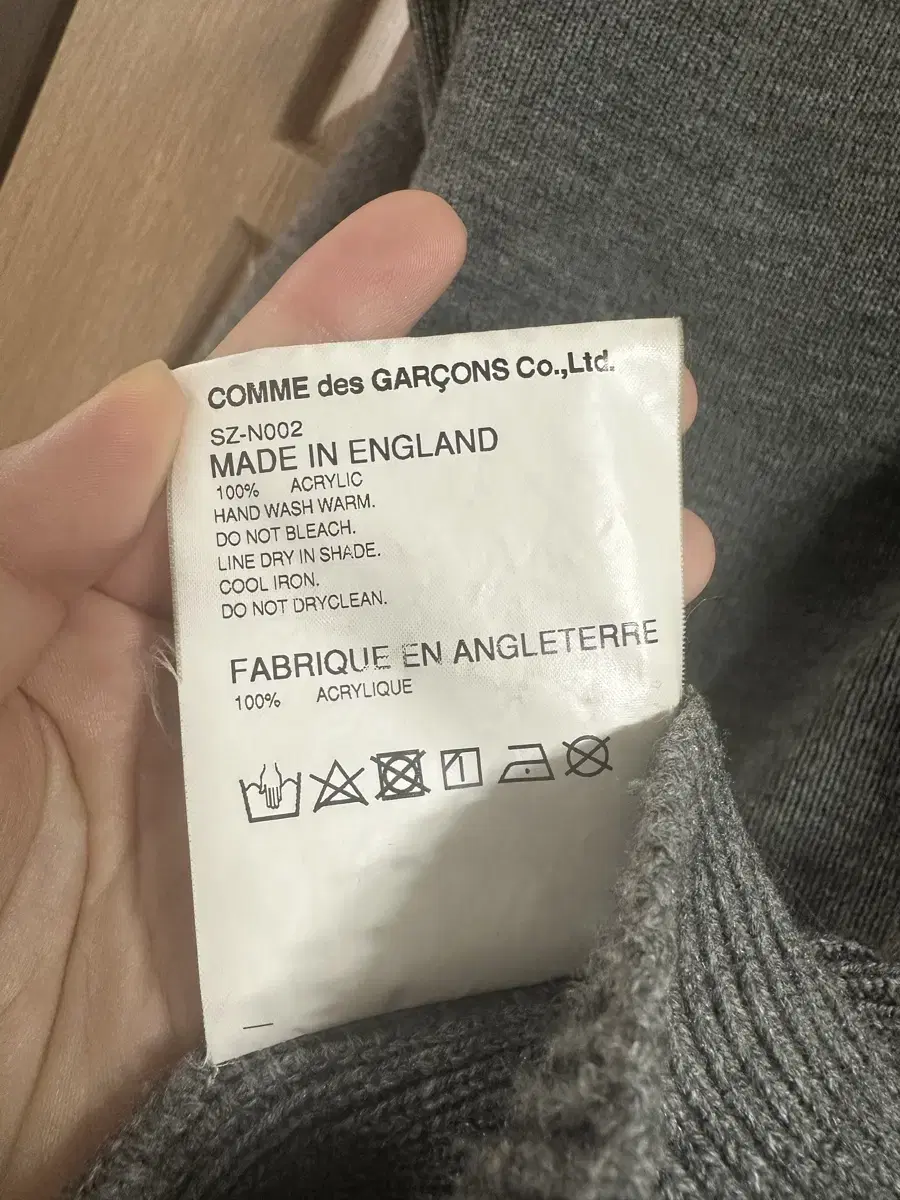 COMME des GARÇONS Co.,Ltd.
SZ-N002
MADE IN ENGLAND
100% ACRYLIC
HAND WASH WARM.
DO NOT BLEACH.
LINE DRY IN SHADE.
COOL IRON.
DO NOT DRYCLEAN.
FABRIQUE EN ANGLETERRE
100% ACRYLIQUE